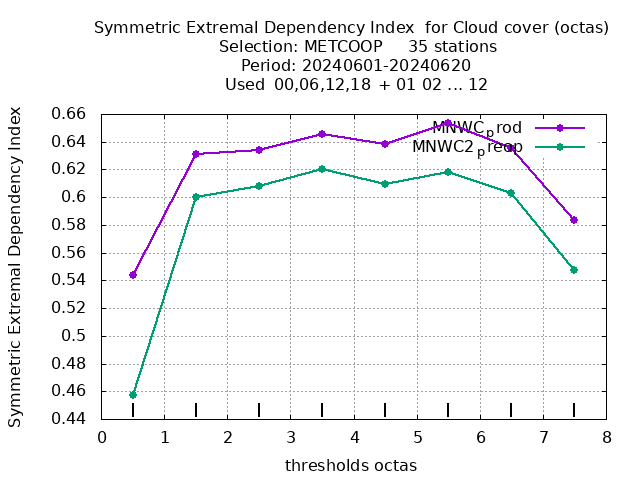 Symmetric Extremal Dependency Index  for Cloud cover (octas)
Selection: METCOOP     35 stations
Period: 20240601-20240620
Used  00,06,12,18  + 01 02 ... 12
Symmetric Extremal Dependency Index
0.66
0.64
0.62
0.6
0.58
0.56
0.54
0.52
0.5
0.48
0.46
0.44
MNWCprod
MNWC2preop
0 1 2 3 4 5 6 7 8
thresholds octas